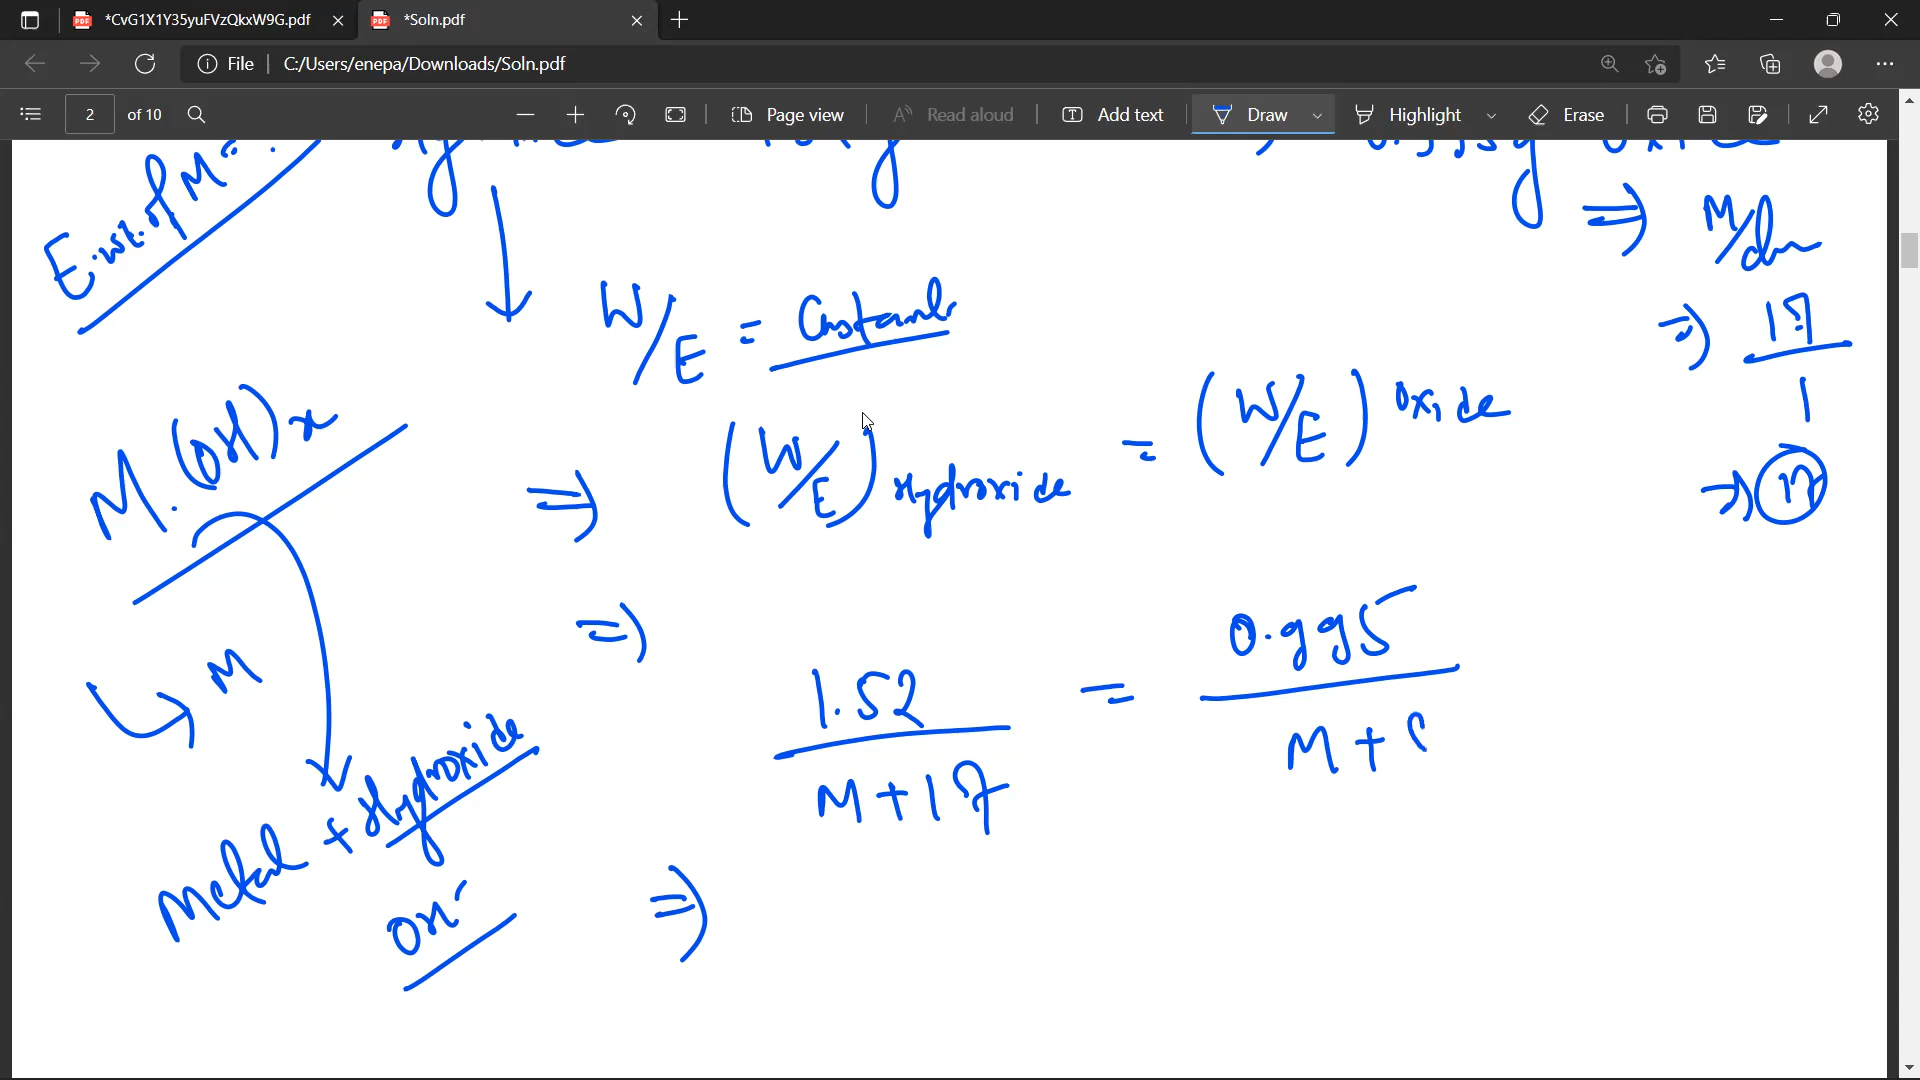 *CvG1X1Y35yuFVzQkxW9G.pdf
*Soln.pdf
File
C:/Users/enepa/Downloads/Soln.pdf
2 of 10
Page view
Read aloud
Add text
Draw
Highlight
Erase
E.wt. of M
W/E = Constant
M/
17
1
⇒ 17
M.(OH)x
⇒ (W/E) Hydroxide = (W/E) Oxide
⇒ 1.52 / M+17 = 0.995 / M+
M
Metal + Hydroxide
OH-
⇒